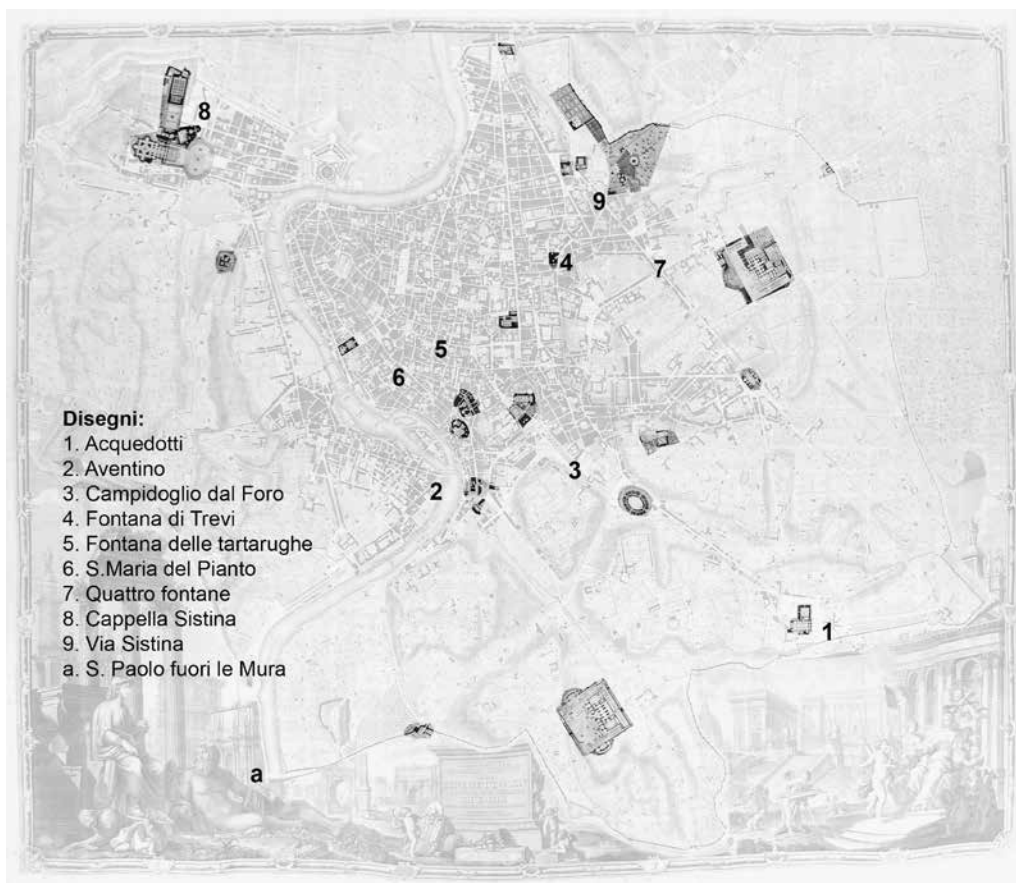 8
9
4
7
5
6
Disegni:
1. Acquedotti
2. Aventino
3. Campidoglio dal Foro
4. Fontana di Trevi
5. Fontana delle tartarughe
6. S.Maria del Pianto
7. Quattro fontane
8. Cappella Sistina
9. Via Sistina
a. S. Paolo fuori le Mura
3
2
1
a